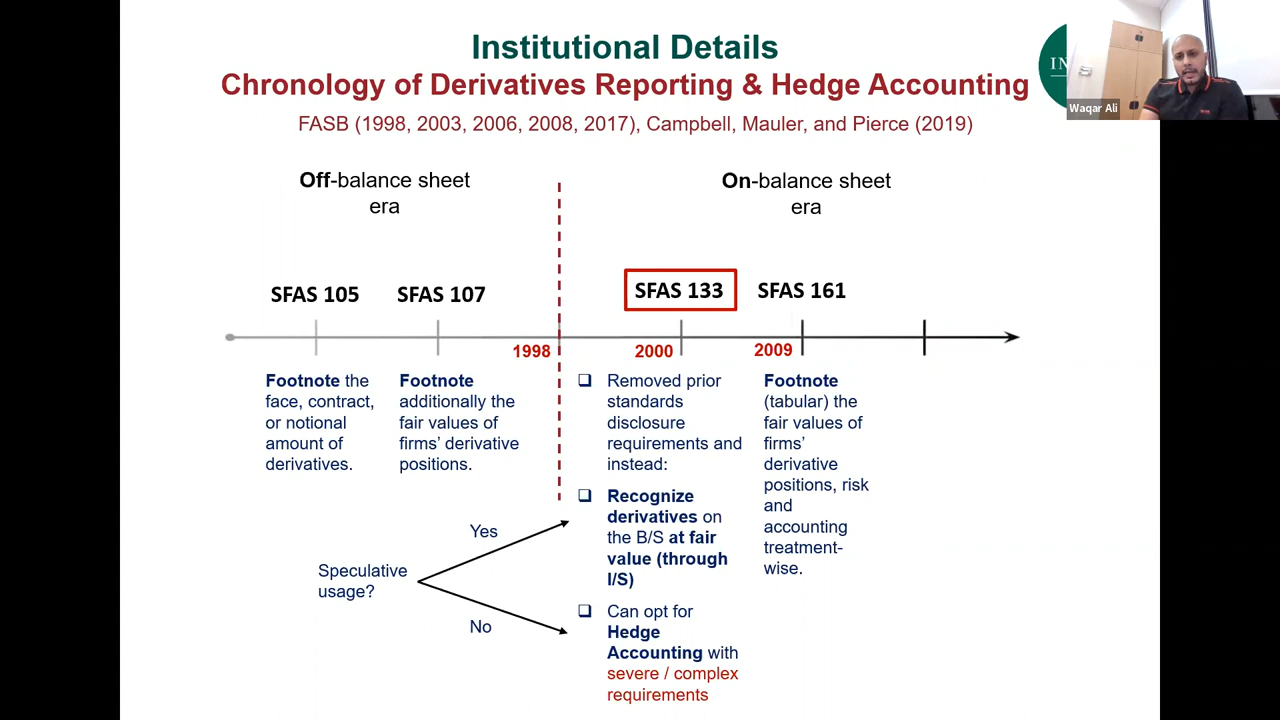 Institutional Details
Chronology of Derivatives Reporting & Hedge Accounting
FASB (1998, 2003, 2006, 2008, 2017), Campbell, Mauler, and Pierce (2019)
IN
Waqar Ali
Off-balance sheet
era
On-balance sheet
era
SFAS 105
SFAS 107
SFAS 133
SFAS 161
1998
2000
2009
Footnote the
face, contract,
or notional
amount of
derivatives.
Footnote
additionally the
fair values of
firms' derivative
positions.
Removed prior
standards
disclosure
requirements and
instead:
Recognize
derivatives on
the B/S at fair
value (through
I/S)
Can opt for
Hedge
Accounting with
severe / complex
requirements
Footnote
(tabular) the
fair values of
firms'
derivative
positions, risk
and
accounting
treatment-
wise.
Speculative
usage?
Yes
No